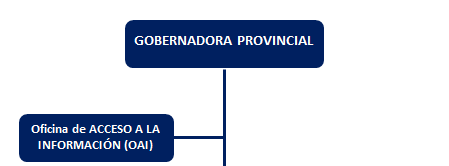 GOBERNADORA PROVINCIAL
Oficina de ACCESO A LA
INFORMACIÓN (OAI)